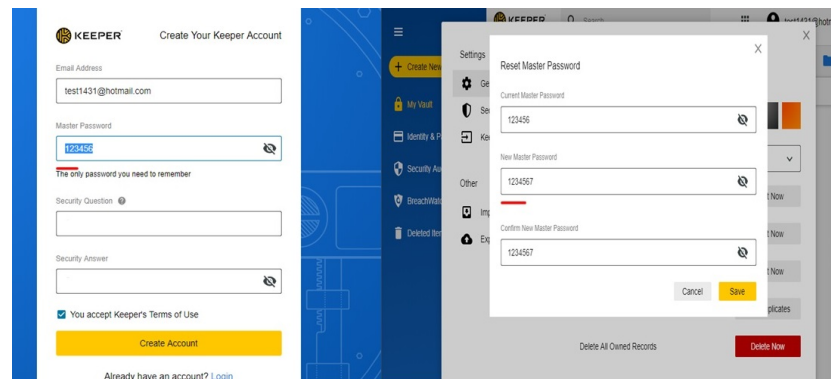 KEEPER
Create Your Keeper Account
Email Address
test1431@hotmail.com
Master Password
123456
The only password you need to remember
Security Question
Security Answer
You accept Keeper's Terms of Use
Create Account
Already have an account? Login
KEEPER
Search
+ Create New
My Vault
Identity & P
Security Au
BreachWatc
Deleted Iter
Settings
Ge
Se
Kee
Other
Imp
Exp
Reset Master Password
X
Current Master Password
123456
New Master Password
1234567
Confirm New Master Password
1234567
Cancel
Save
X
t Now
t Now
t Now
plicates
Delete All Owned Records
Delete Now